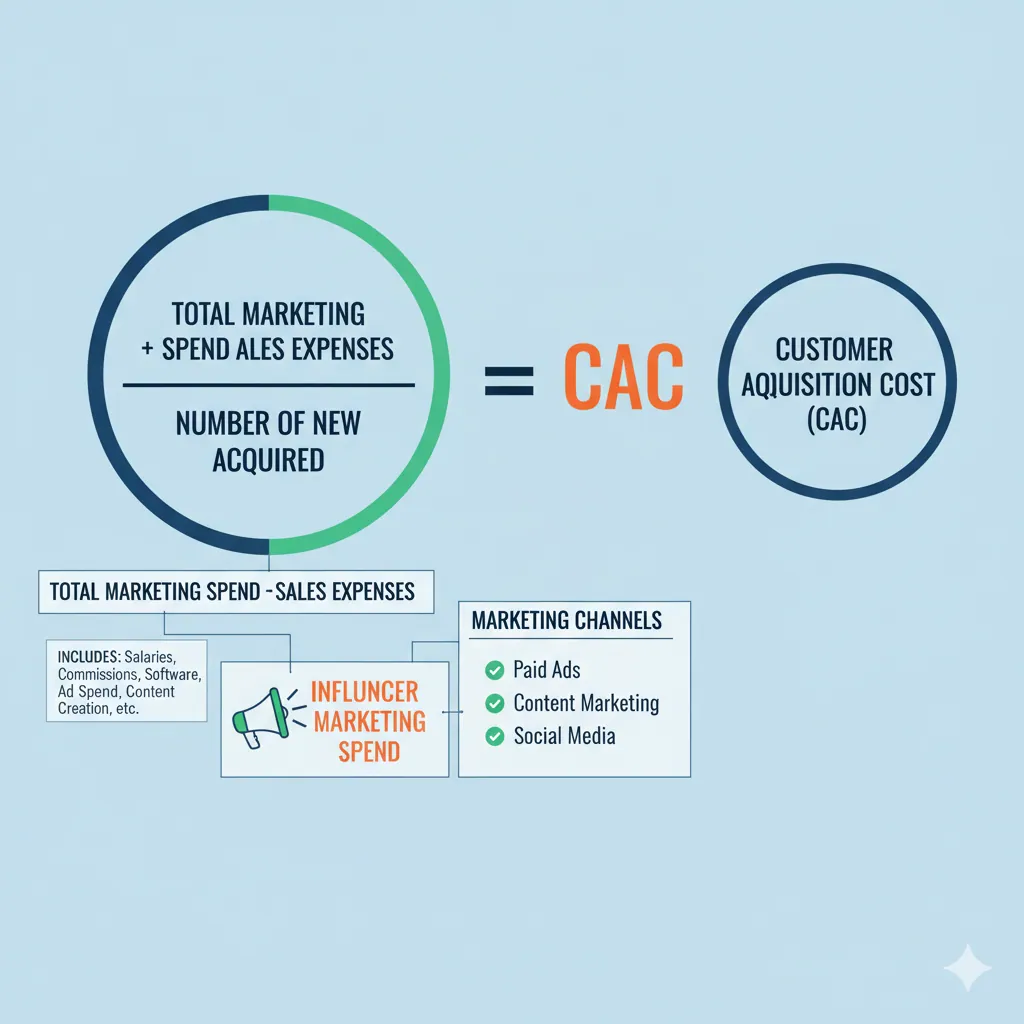 TOTAL MARKETING
+ SPEND ALES EXPENSES
NUMBER OF NEW
ACQUIRED
=
CAC
CUSTOMER
AQUISITION COST
(CAC)
TOTAL MARKETING SPEND - SALES EXPENSES
INCLUDES: Salaries,
Commissions, Software,
Ad Spend, Content
Creation, etc.
INFLUNCER
MARKETING
SPEND
MARKETING CHANNELS
Paid Ads
Content Marketing
Social Media